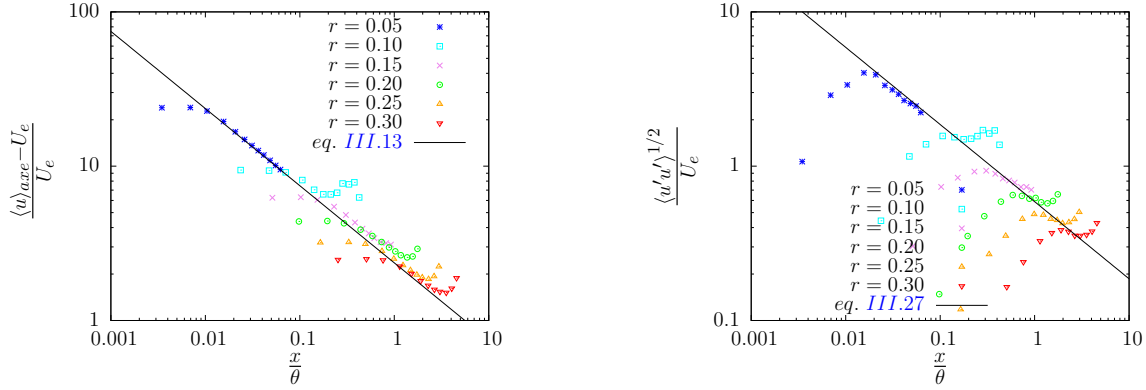 100
10
1
0.001 0.01 0.1 1 10
⟨u⟩axe−Ue
Ue
x
θ
r = 0.05
r = 0.10
r = 0.15
r = 0.20
r = 0.25
r = 0.30
eq. III.13
10
1
0.1
0.001 0.01 0.1 1 10
⟨u′u′⟩1/2
Ue
x
θ
r = 0.05
r = 0.10
r = 0.15
r = 0.20
r = 0.25
r = 0.30
eq. III.27